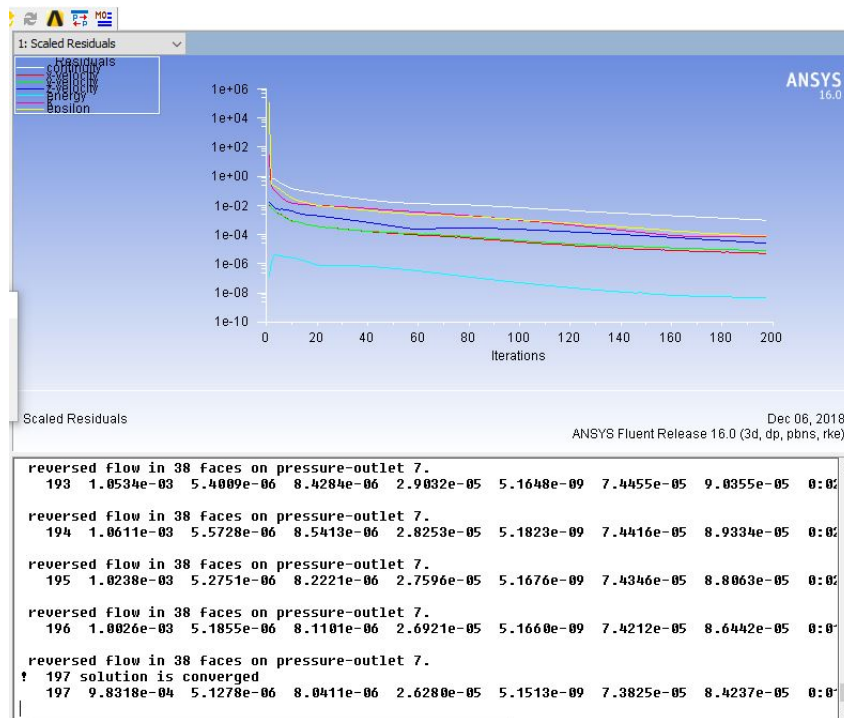 1: Scaled Residuals
Residuals
continuity
x-velocity
y-velocity
z-velocity
energy
k
epsilon
ANSYS
16.0
1e+06
1e+04
1e+02
1e+00
1e-02
1e-04
1e-06
1e-08
1e-10
0 20 40 60 80 100 120 140 160 180 200
Iterations
Scaled Residuals
Dec 06, 2018
ANSYS Fluent Release 16.0 (3d, dp, pbns, rke)
reversed flow in 38 faces on pressure-outlet 7.
193 1.0534e-03 5.4009e-06 8.4284e-06 2.9032e-05 5.1648e-09 7.4455e-05 9.0355e-05 0:02
reversed flow in 38 faces on pressure-outlet 7.
194 1.0611e-03 5.5728e-06 8.5413e-06 2.8253e-05 5.1823e-09 7.4416e-05 8.9334e-05 0:02
reversed flow in 38 faces on pressure-outlet 7.
195 1.0238e-03 5.2751e-06 8.2221e-06 2.7596e-05 5.1676e-09 7.4346e-05 8.8063e-05 0:02
reversed flow in 38 faces on pressure-outlet 7.
196 1.0026e-03 5.1855e-06 8.1101e-06 2.6921e-05 5.1660e-09 7.4212e-05 8.6442e-05 0:0
reversed flow in 38 faces on pressure-outlet 7.
! 197 solution is converged
197 9.8318e-04 5.1278e-06 8.0411e-06 2.6280e-05 5.1513e-09 7.3825e-05 8.4237e-05 0:0